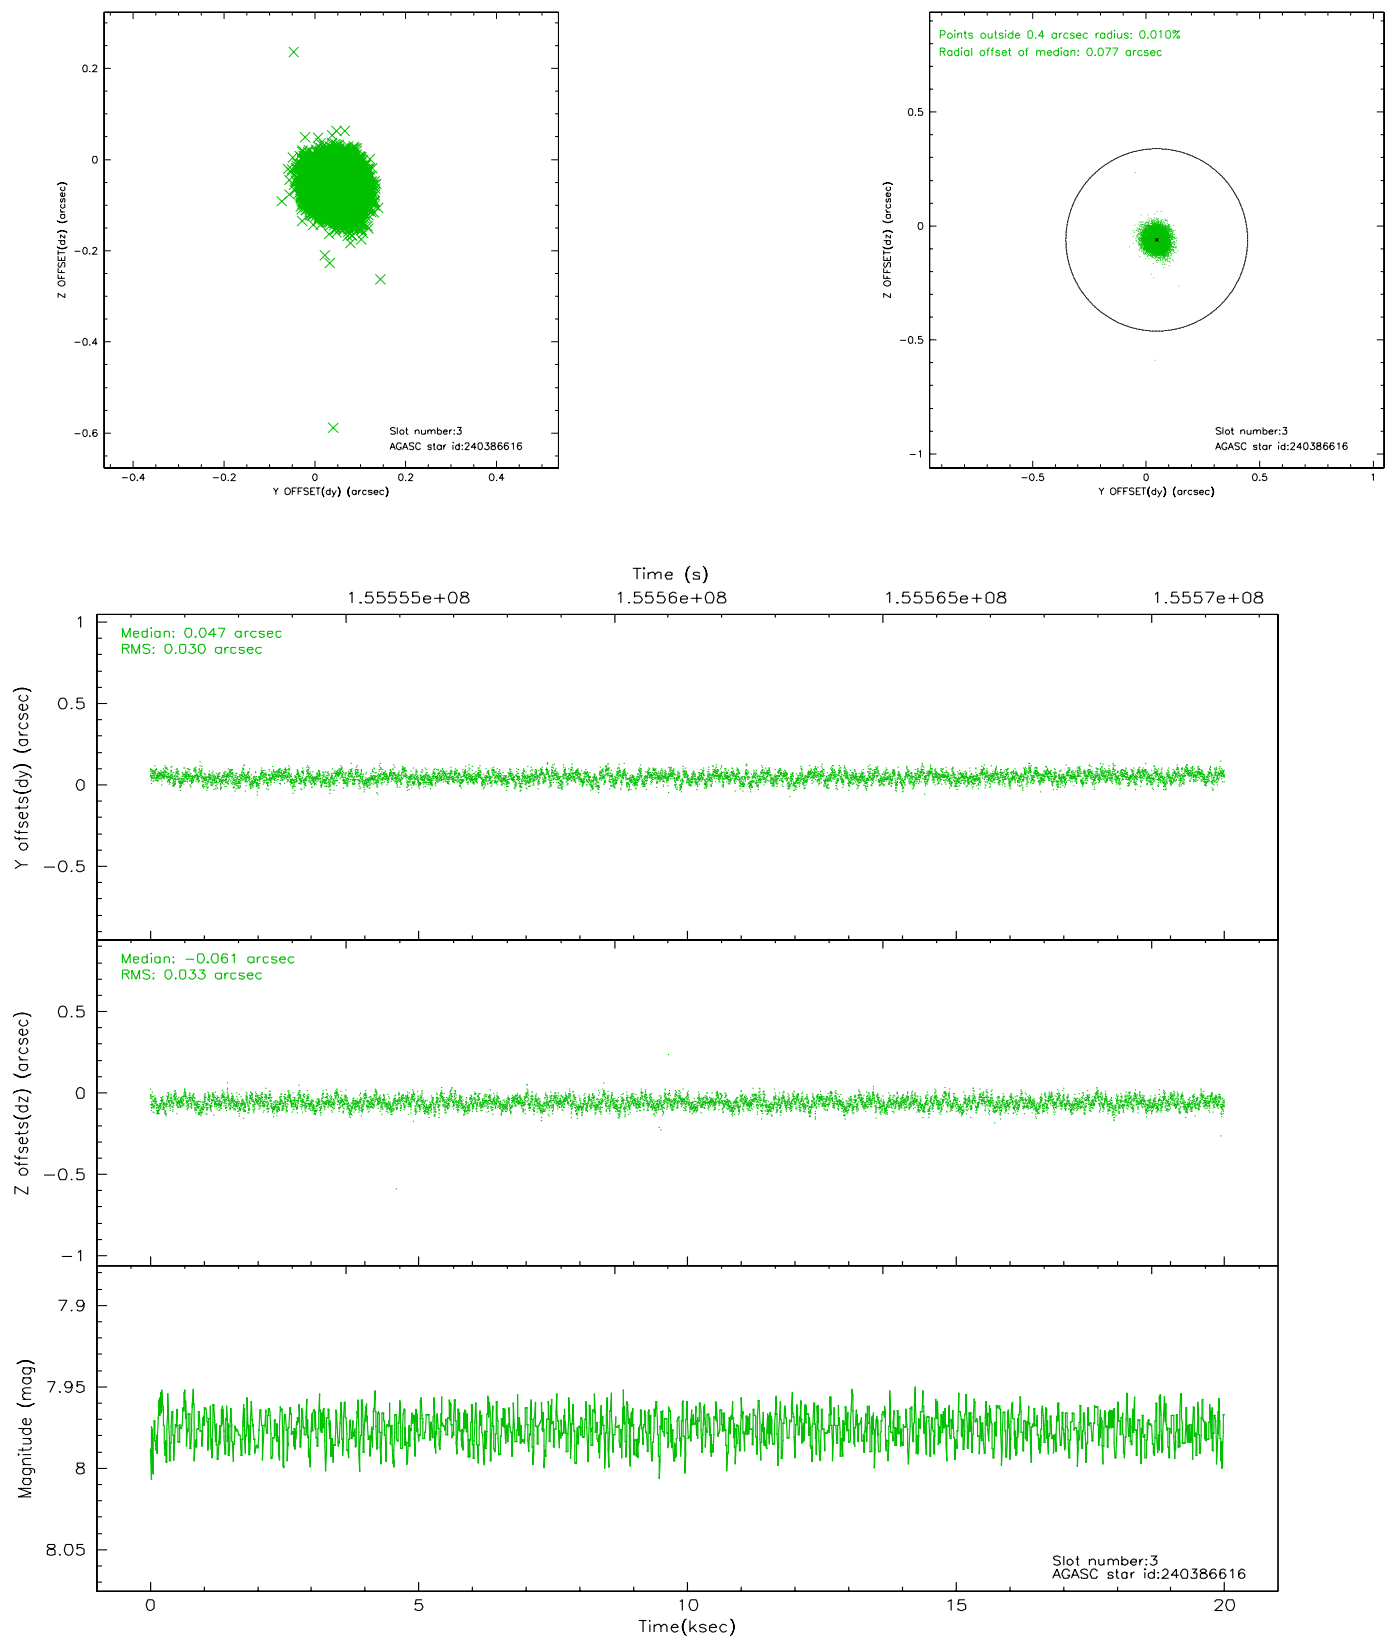 0.2
0
−0.2
−0.4
−0.6
Z OFFSET(dz) (arcsec)
Slot number:3
AGASC star id:240386616
−0.4 −0.2 0 0.2 0.4
Y OFFSET(dy) (arcsec)
Points outside 0.4 arcsec radius: 0.010%
Radial offset of median: 0.077 arcsec
0.5
0
−0.5
−1
Z OFFSET(dz) (arcsec)
Slot number:3
AGASC star id:240386616
−0.5 0 0.5 1
Y OFFSET(dy) (arcsec)
Time (s)
1.55555e+08 1.5556e+08 1.55565e+08 1.5557e+08
Median: 0.047 arcsec
RMS: 0.030 arcsec
1
0.5
0
−0.5
Y offsets(dy) (arcsec)
Median: −0.061 arcsec
RMS: 0.033 arcsec
0.5
0
−0.5
−1
Z offsets(dz) (arcsec)
7.9
7.95
8
8.05
Magnitude (mag)
Slot number:3
AGASC star id:240386616
0 5 10 15 20
Time(ksec)